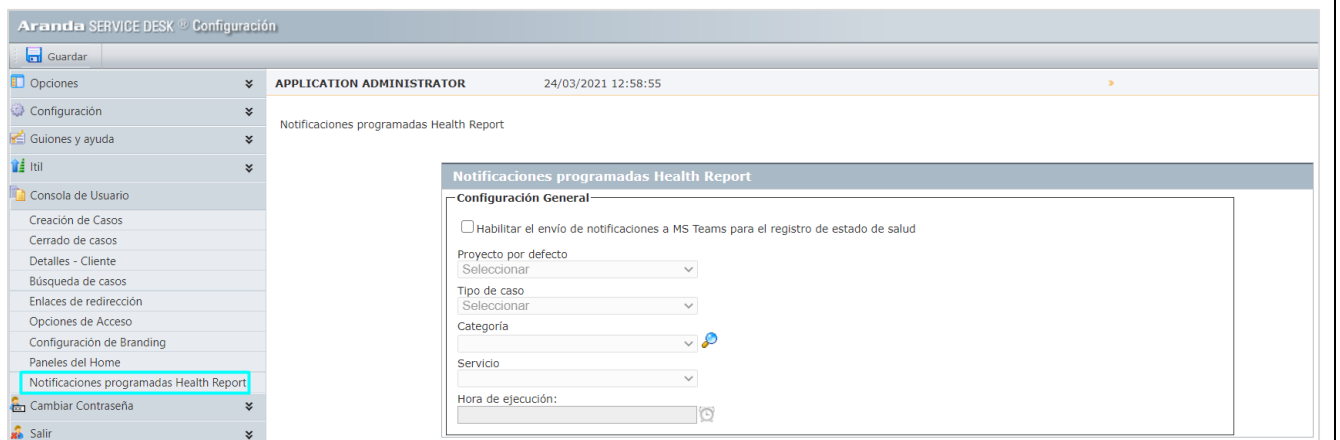 Aranda SERVICE DESK ® Configuración
Guardar
Opciones
APPLICATION ADMINISTRATOR 24/03/2021 12:58:55
Configuración
Notificaciones programadas Health Report
Guiones y ayuda
Itil
Consola de Usuario
Creación de Casos
Cerrado de casos
Detalles - Cliente
Búsqueda de casos
Enlaces de redirección
Opciones de Acceso
Configuración de Branding
Paneles del Home
Notificaciones programadas Health Report
Cambiar Contraseña
Salir
Notificaciones programadas Health Report
Configuración General
Habilitar el envío de notificaciones a MS Teams para el registro de estado de salud
Proyecto por defecto
Seleccionar
Tipo de caso
Seleccionar
Categoría
Servicio
Hora de ejecución: